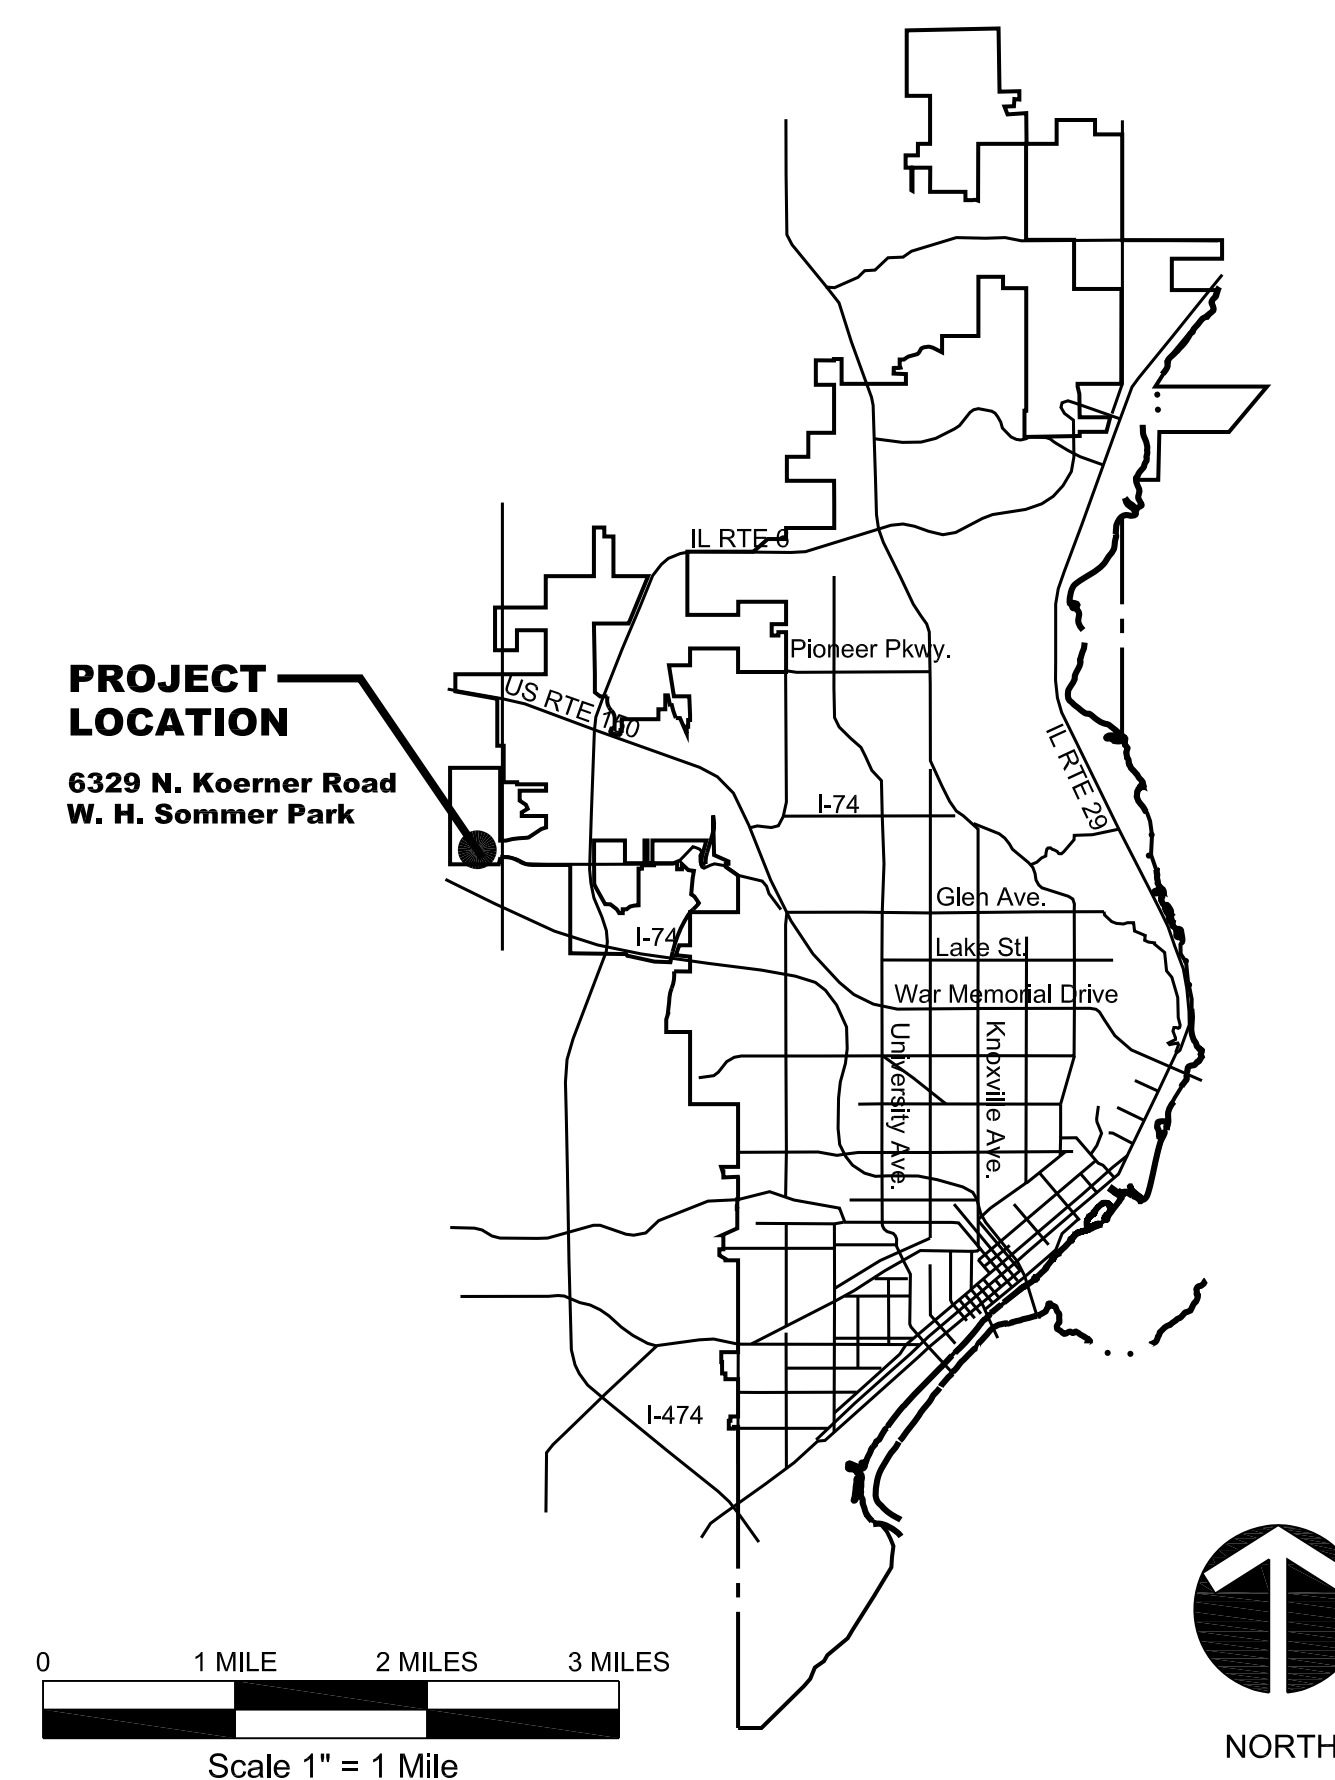 IL RTE 6
Pioneer Pkwy.
PROJECT
LOCATION
US RTE 150
6329 N. Koerner Road
W. H. Sommer Park
IL RTE 29
I-74
Glen Ave.
I-74
Lake St.
War Memorial Drive
University Ave.
Knoxville Ave.
I-474
0 1 MILE 2 MILES 3 MILES
Scale 1" = 1 Mile
NORTH